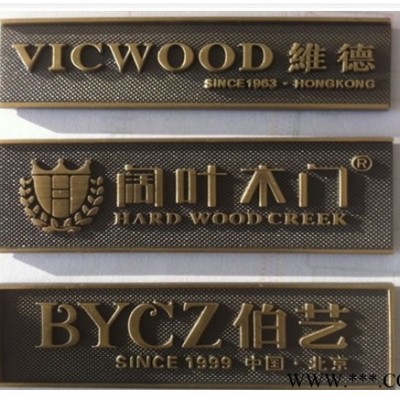 VICWOOD 維德
SINCE1963 · HONGKONG
阔叶木门®
HARD WOOD CREEK
BYCZ 伯艺
SINCE 1999 中国·北京
www.***.co